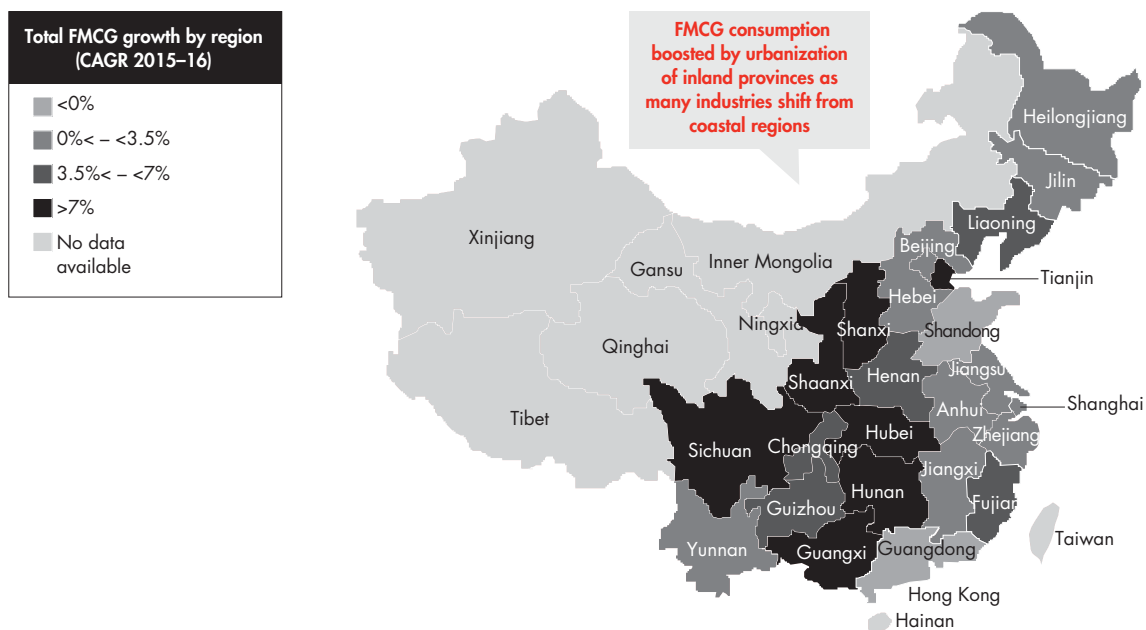 Total FMCG growth by region
(CAGR 2015–16)
<0%
0%< – <3.5%
3.5%< – <7%
>7%
No data
available
FMCG consumption
boosted by urbanization
of inland provinces as
many industries shift from
coastal regions
Heilongjiang
Jilin
Liaoning
Beijing
Tianjin
Xinjiang
Gansu
Inner Mongolia
Hebei
Ningxia
Shanxi
Shandong
Qinghai
Shaanxi
Henan
Jiangsu
Anhui
Shanghai
Tibet
Sichuan
Chongqing
Hubei
Zhejiang
Jiangxi
Hunan
Guizhou
Fujian
Yunnan
Guangxi
Guangdong
Taiwan
Hong Kong
Hainan